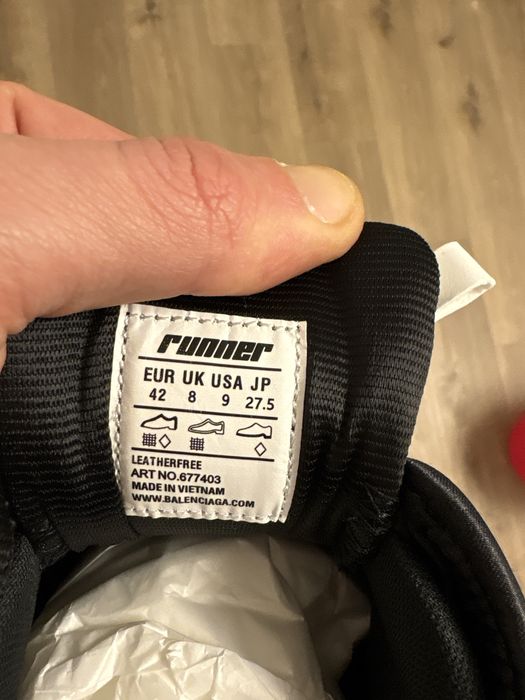 runner
EUR UK USA JP
42 8 9 27.5
LEATHERFREE
ART NO.677403
MADE IN VIETNAM
WWW.BALENCIAGA.COM